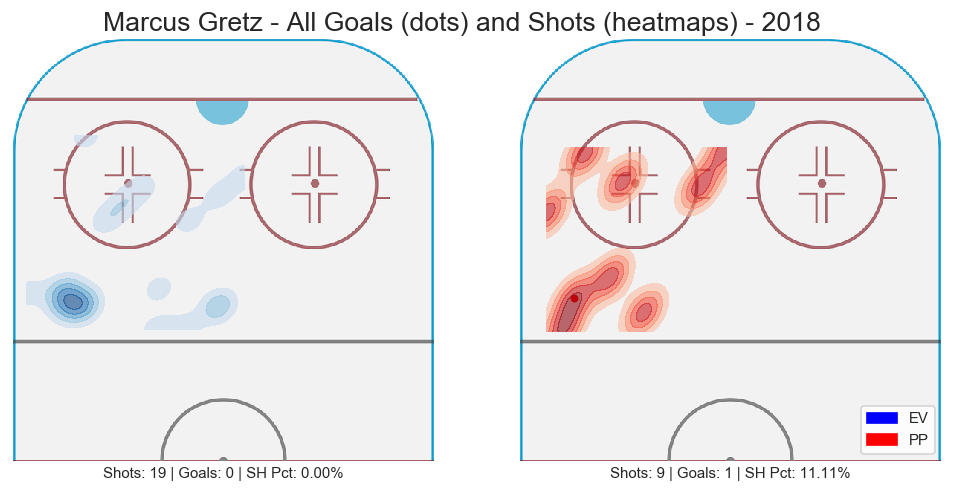 Marcus Gretz - All Goals (dots) and Shots (heatmaps) - 2018
EV
PP
Shots: 19 | Goals: 0 | SH Pct: 0.00%
Shots: 9 | Goals: 1 | SH Pct: 11.11%